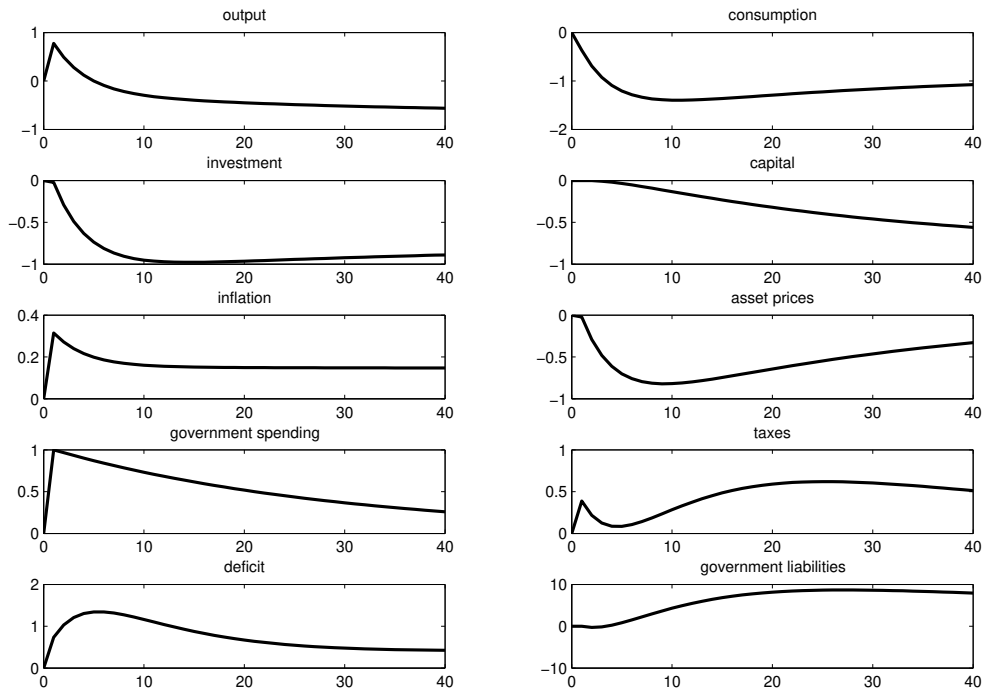 output
1
0
−1
0 10 20 30 40
consumption
0
−1
−2
0 10 20 30 40
investment
0
−0.5
−1
0 10 20 30 40
capital
0
−0.5
−1
0 10 20 30 40
inflation
0.4
0.2
0
0 10 20 30 40
asset prices
0
−0.5
−1
0 10 20 30 40
government spending
1
0.5
0
0 10 20 30 40
taxes
1
0.5
0
0 10 20 30 40
deficit
2
1
0
0 10 20 30 40
government liabilities
10
0
−10
0 10 20 30 40